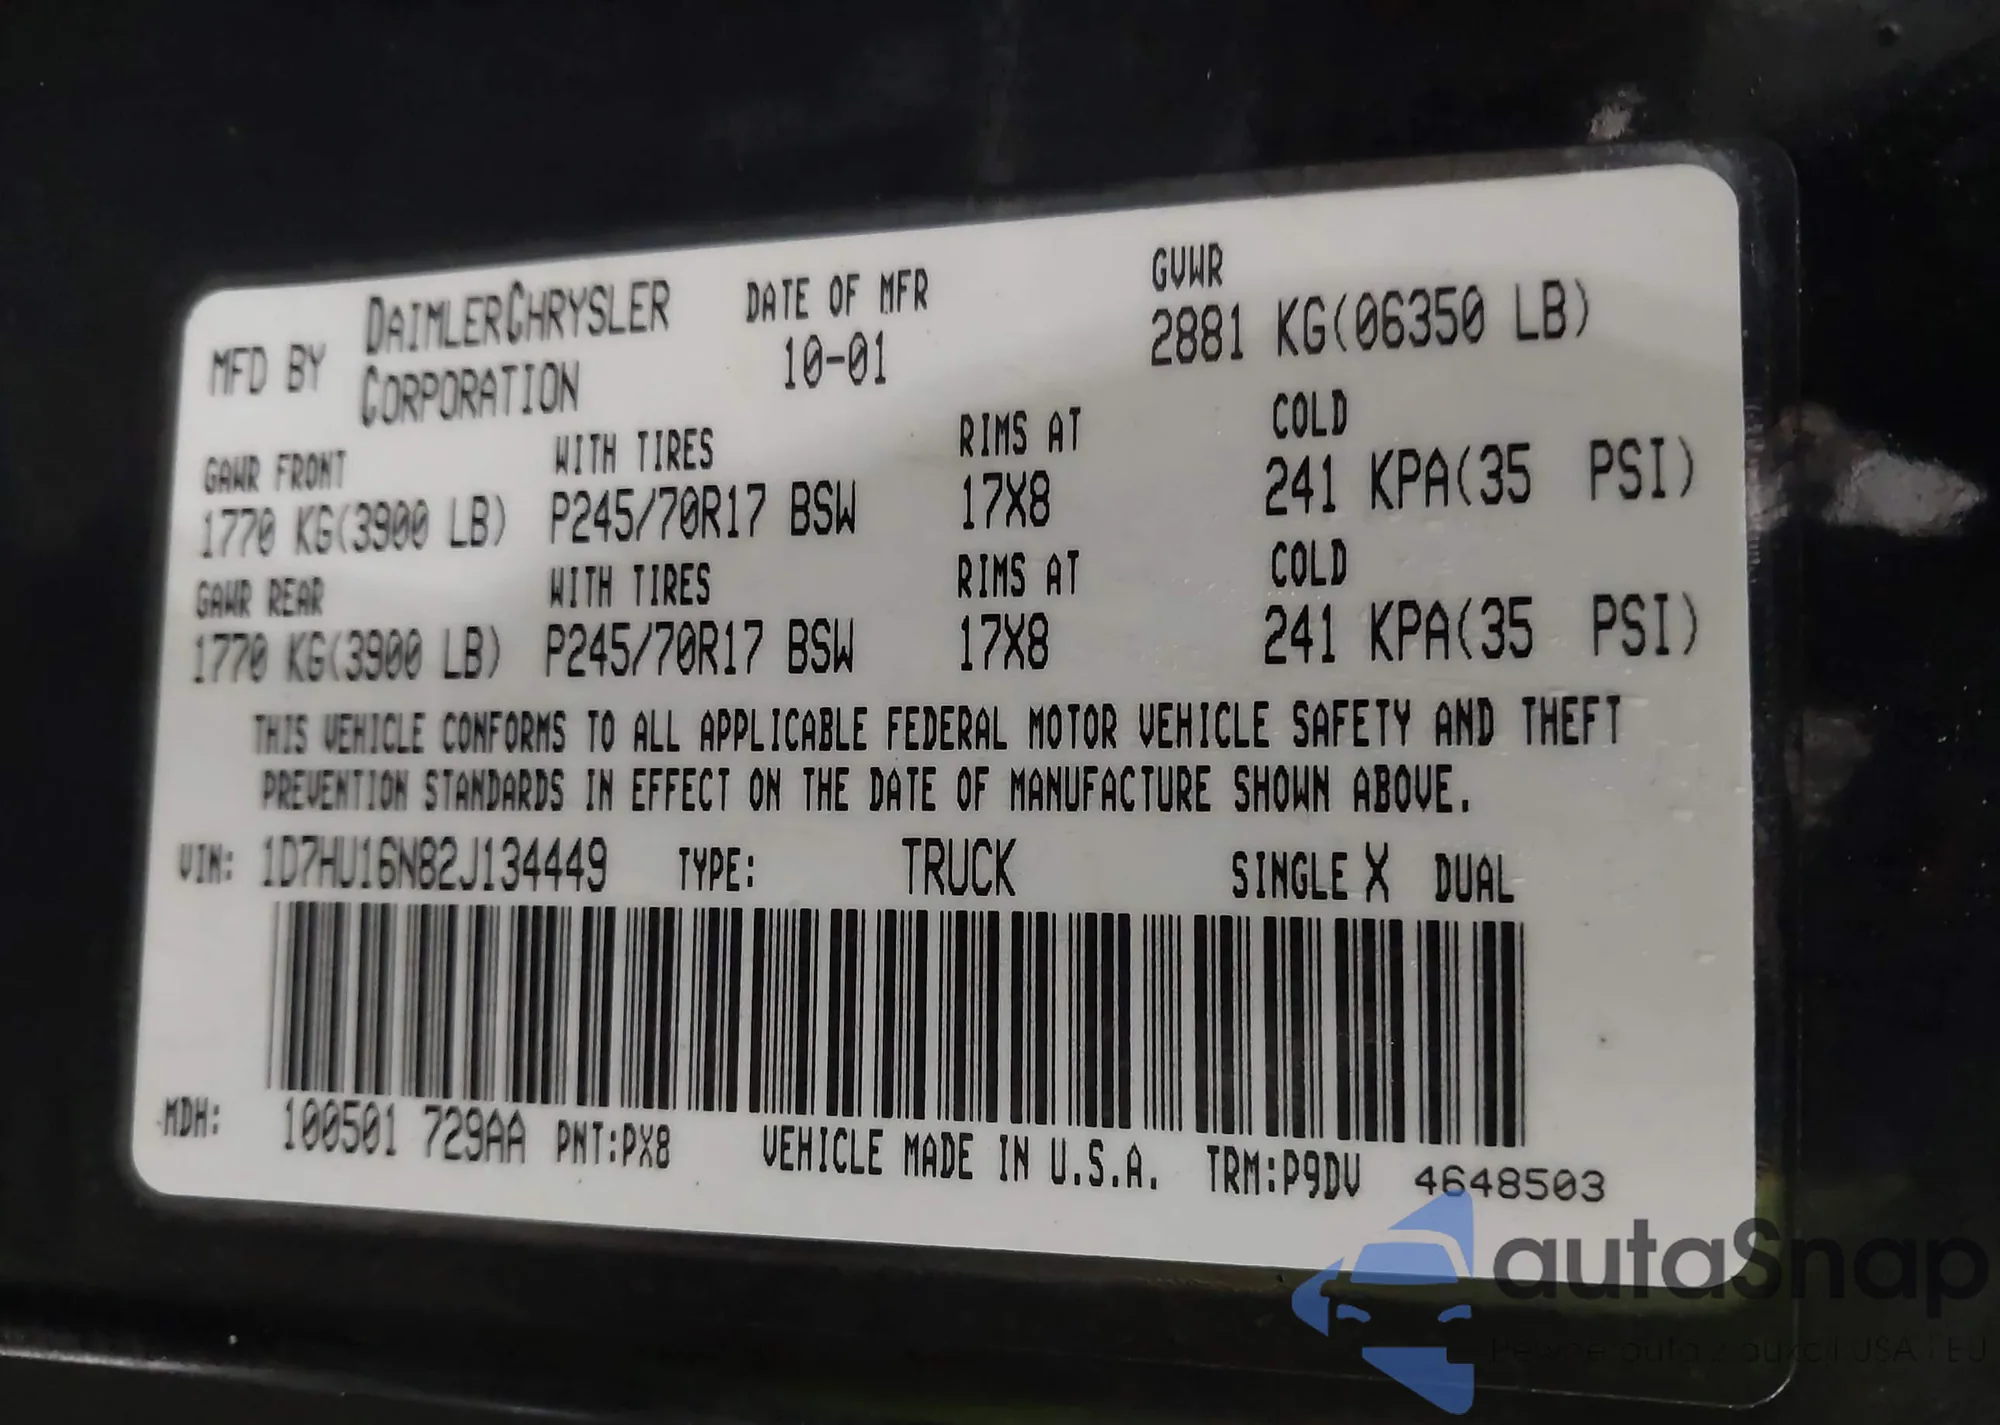 MFD BY DAIMLERCHRYSLER CORPORATION DATE OF MFR 10-01 GVWR 2881 KG(06350 LB)
GAWR FRONT WITH TIRES RIMS AT COLD
1770 KG(3900 LB) P245/70R17 BSW 17X8 241 KPA(35 PSI)
GAWR REAR WITH TIRES RIMS AT COLD
1770 KG(3900 LB) P245/70R17 BSW 17X8 241 KPA(35 PSI)
THIS VEHICLE CONFORMS TO ALL APPLICABLE FEDERAL MOTOR VEHICLE SAFETY AND THEFT
PREVENTION STANDARDS IN EFFECT ON THE DATE OF MANUFACTURE SHOWN ABOVE.
VIN: 1D7HU16N82J134449 TYPE: TRUCK SINGLE X DUAL
MDH: 100501 729AA PNT:PX8 VEHICLE MADE IN U.S.A. TRM:P9DV 4648503
autaSnap
auta z aukcji USA i EU